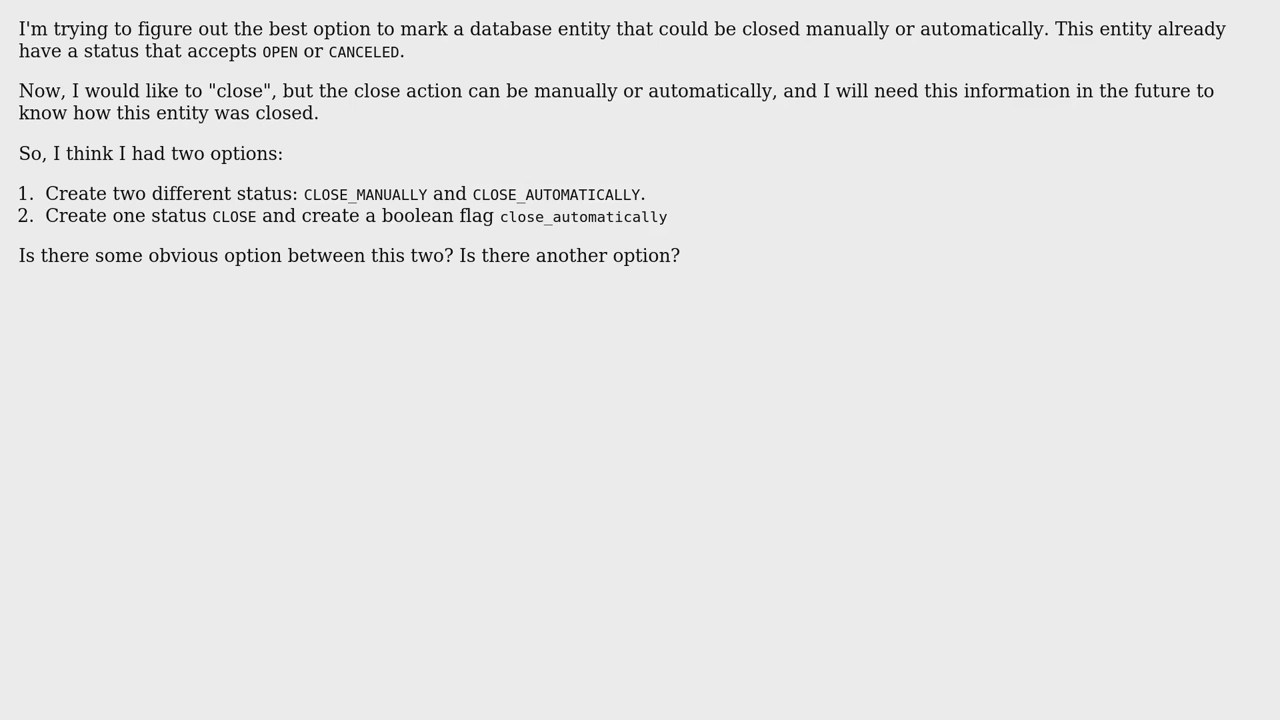 I'm trying to figure out the best option to mark a database entity that could be closed manually or automatically. This entity already
have a status that accepts OPEN or CANCELED.
Now, I would like to "close", but the close action can be manually or automatically, and I will need this information in the future to
know how this entity was closed.
So, I think I had two options:
1. Create two different status: CLOSE_MANUALLY and CLOSE_AUTOMATICALLY.
2. Create one status CLOSE and create a boolean flag close_automatically
Is there some obvious option between this two? Is there another option?